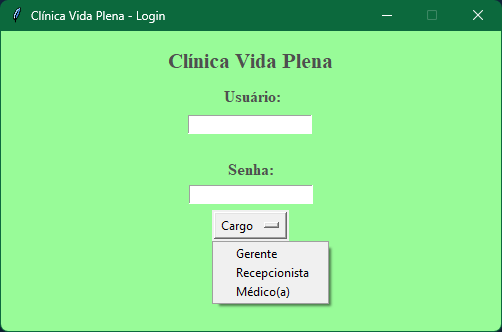 Clínica Vida Plena - Login
Clínica Vida Plena
Usuário:
Senha:
Cargo
Gerente
Recepcionista
Médico(a)